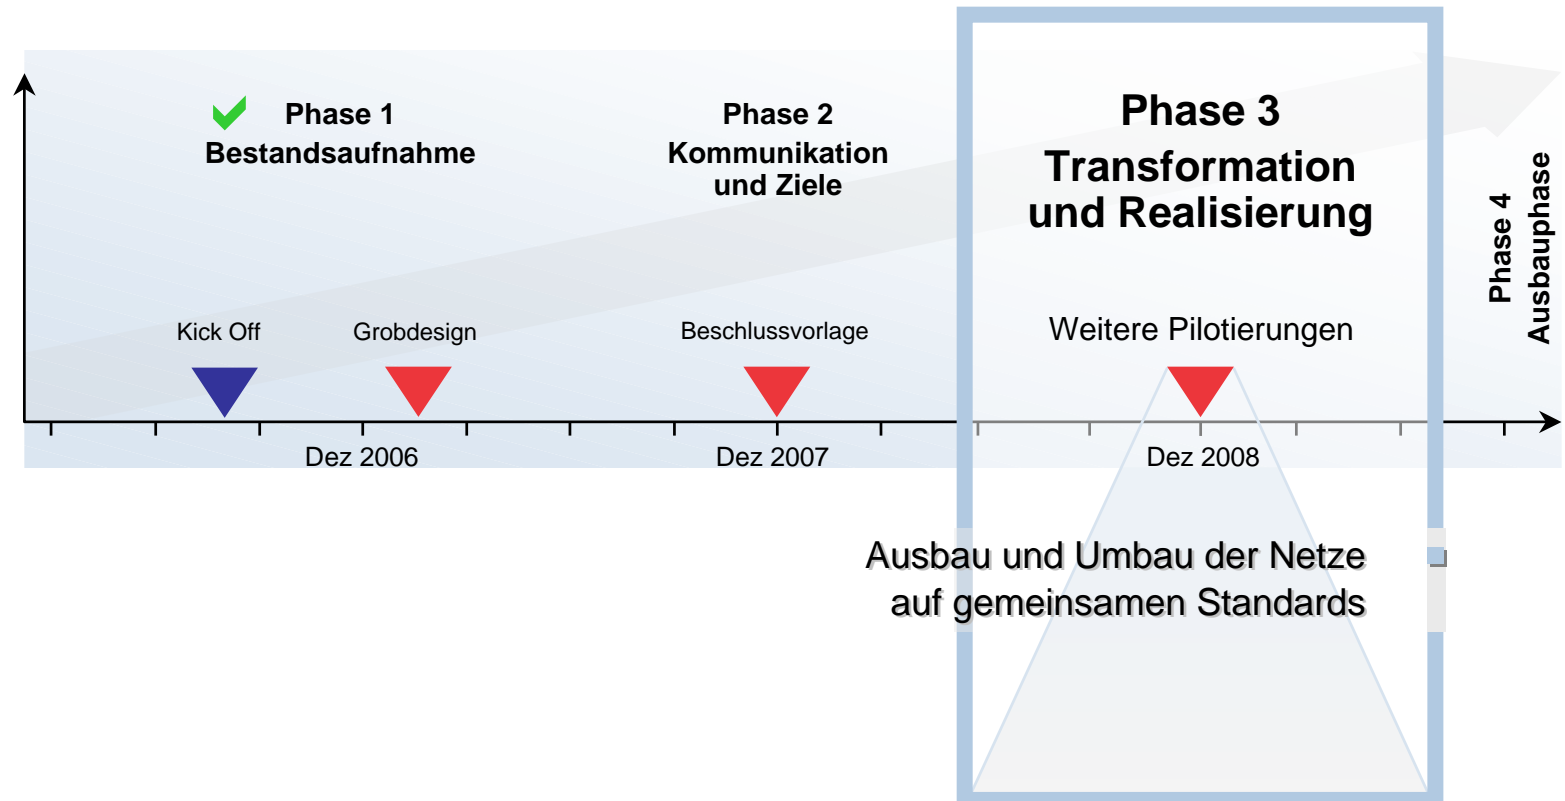 Phase 1
Bestandsaufnahme
Phase 2
Kommunikation
und Ziele
Phase 3
Transformation
und Realisierung
Phase 4
Ausbauphase
Kick Off
Grobdesign
Beschlussvorlage
Weitere Pilotierungen
Dez 2006
Dez 2007
Dez 2008
Ausbau und Umbau der Netze
auf gemeinsamen Standards